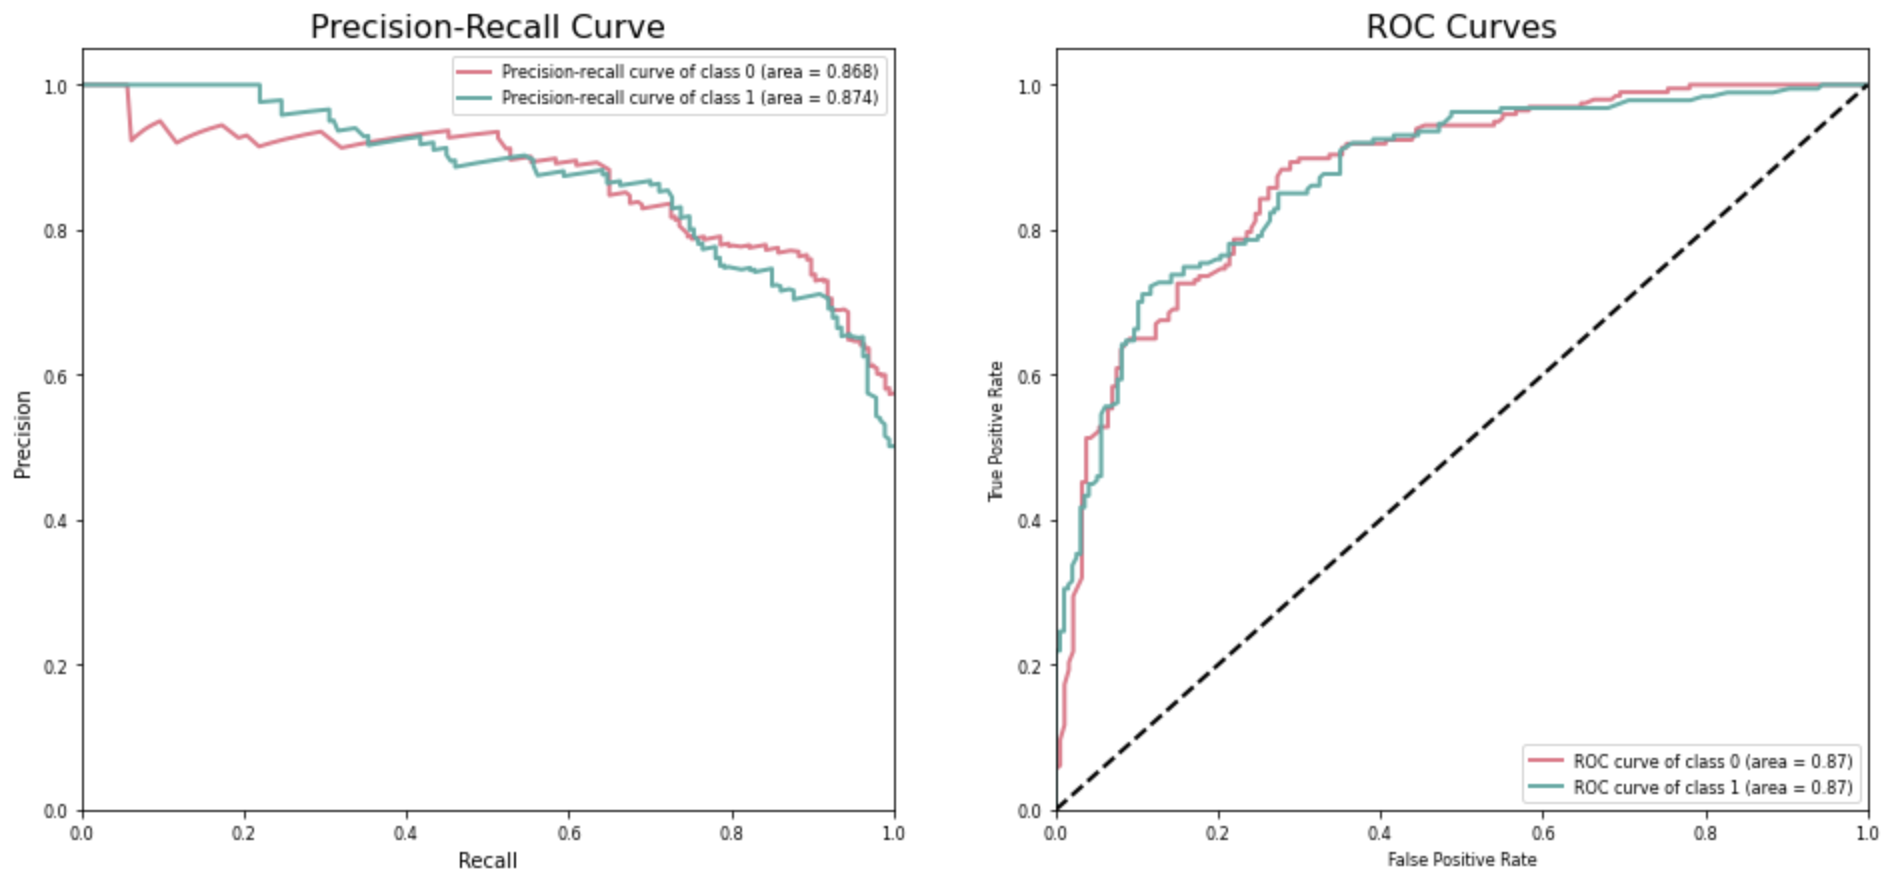 Precision-Recall Curve
Precision-recall curve of class 0 (area = 0.868)
Precision-recall curve of class 1 (area = 0.874)
1.0
0.8
0.6
0.4
0.2
0.0
Precision
0.0 0.2 0.4 0.6 0.8 1.0
Recall
ROC Curves
1.0
0.8
0.6
0.4
0.2
0.0
True Positive Rate
ROC curve of class 0 (area = 0.87)
ROC curve of class 1 (area = 0.87)
0.0 0.2 0.4 0.6 0.8 1.0
False Positive Rate